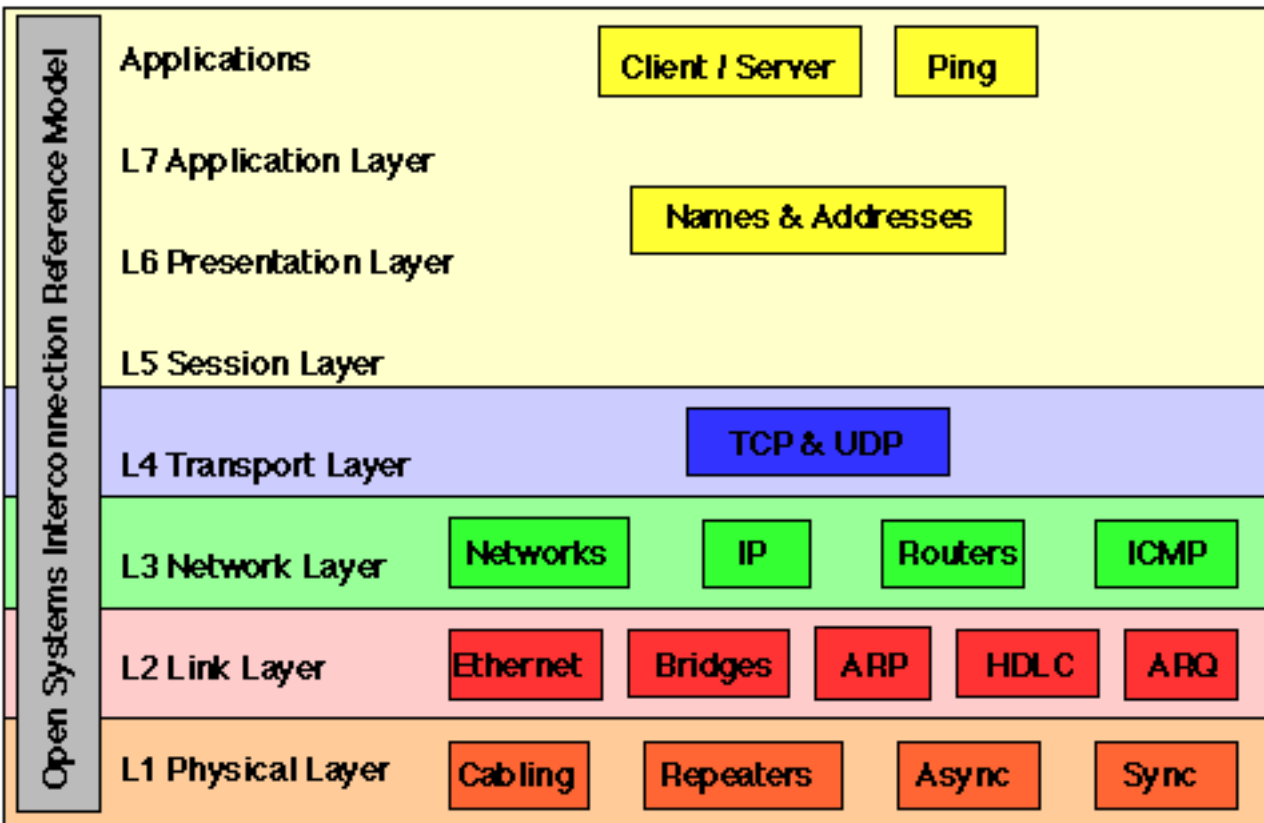 Open Systems Interconnection Reference Model
Applications
Client / Server
Ping
L7 Application Layer
Names & Addresses
L6 Presentation Layer
L5 Session Layer
TCP & UDP
L4 Transport Layer
L3 Network Layer
Networks
IP
Routers
ICMP
L2 Link Layer
Ethernet
Bridges
ARP
HDLC
ARQ
L1 Physical Layer
Cabling
Repeaters
Async
Sync